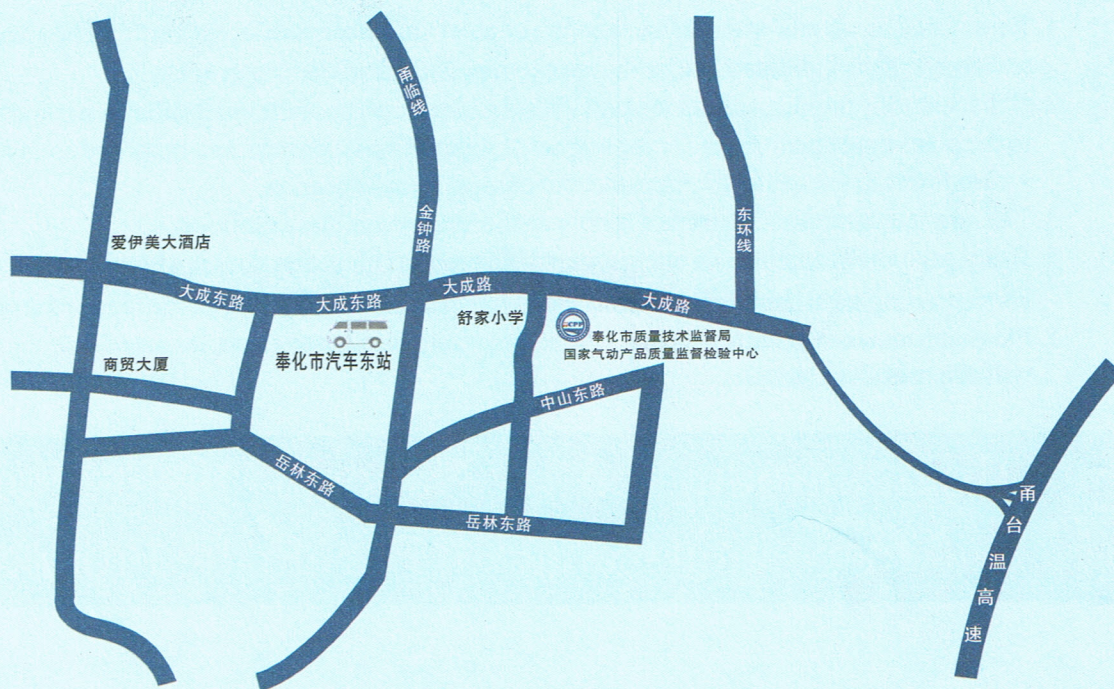 甬临线
金钟路
东环线
爱伊美大酒店
大成东路
大成东路
大成路
大成路
舒家小学
奉化市质量技术监督局
国家气动产品质量监督检验中心
奉化市汽车东站
商贸大厦
中山东路
岳林东路
岳林东路
甬台温高速